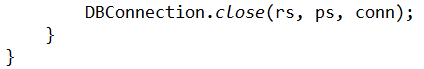 DBConnection.close(rs, ps, conn);
}
}